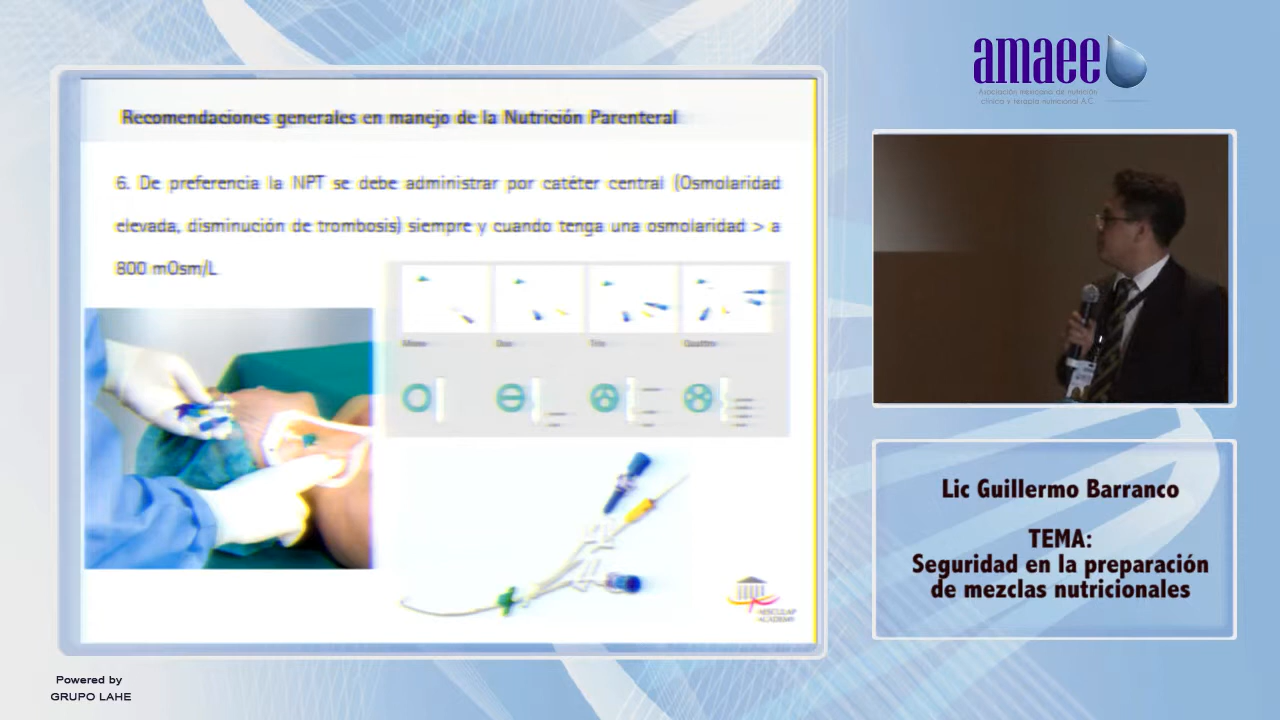 amaee
Asociación mexicana de nutrición
clínica y terapia nutricional A.C.
Recomendaciones generales en manejo de la Nutrición Parenteral
6. De preferencia la NPT se debe administrar por catéter central (Osmolaridad
elevada, disminución de trombosis) siempre y cuando tenga una osmolaridad > a
800 mOsm/L
Mono Duo Trio Quattro
AESCULAP
ACADEMY
Lic Guillermo Barranco
TEMA:
Seguridad en la preparación
de mezclas nutricionales
Powered by
GRUPO LAHE